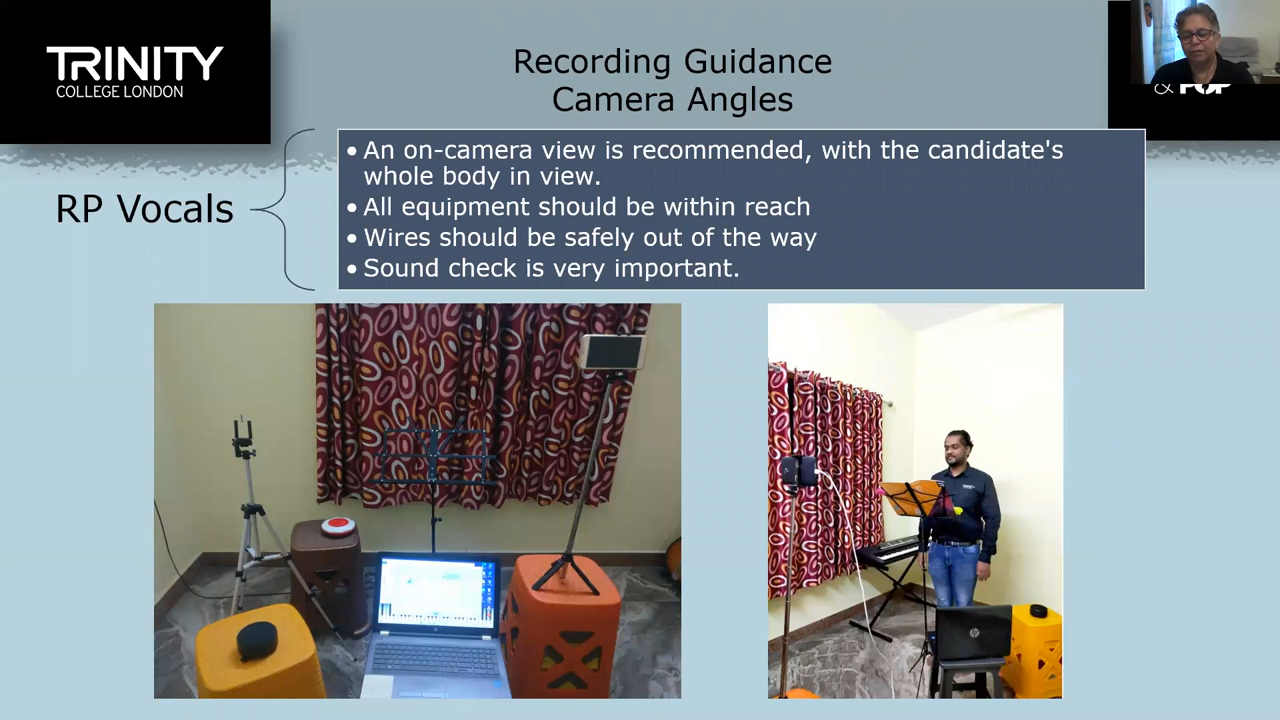 TRINITY
COLLEGE LONDON
Recording Guidance
Camera Angles
RP Vocals
• An on-camera view is recommended, with the candidate's
whole body in view.
• All equipment should be within reach
• Wires should be safely out of the way
• Sound check is very important.
& POP
hp